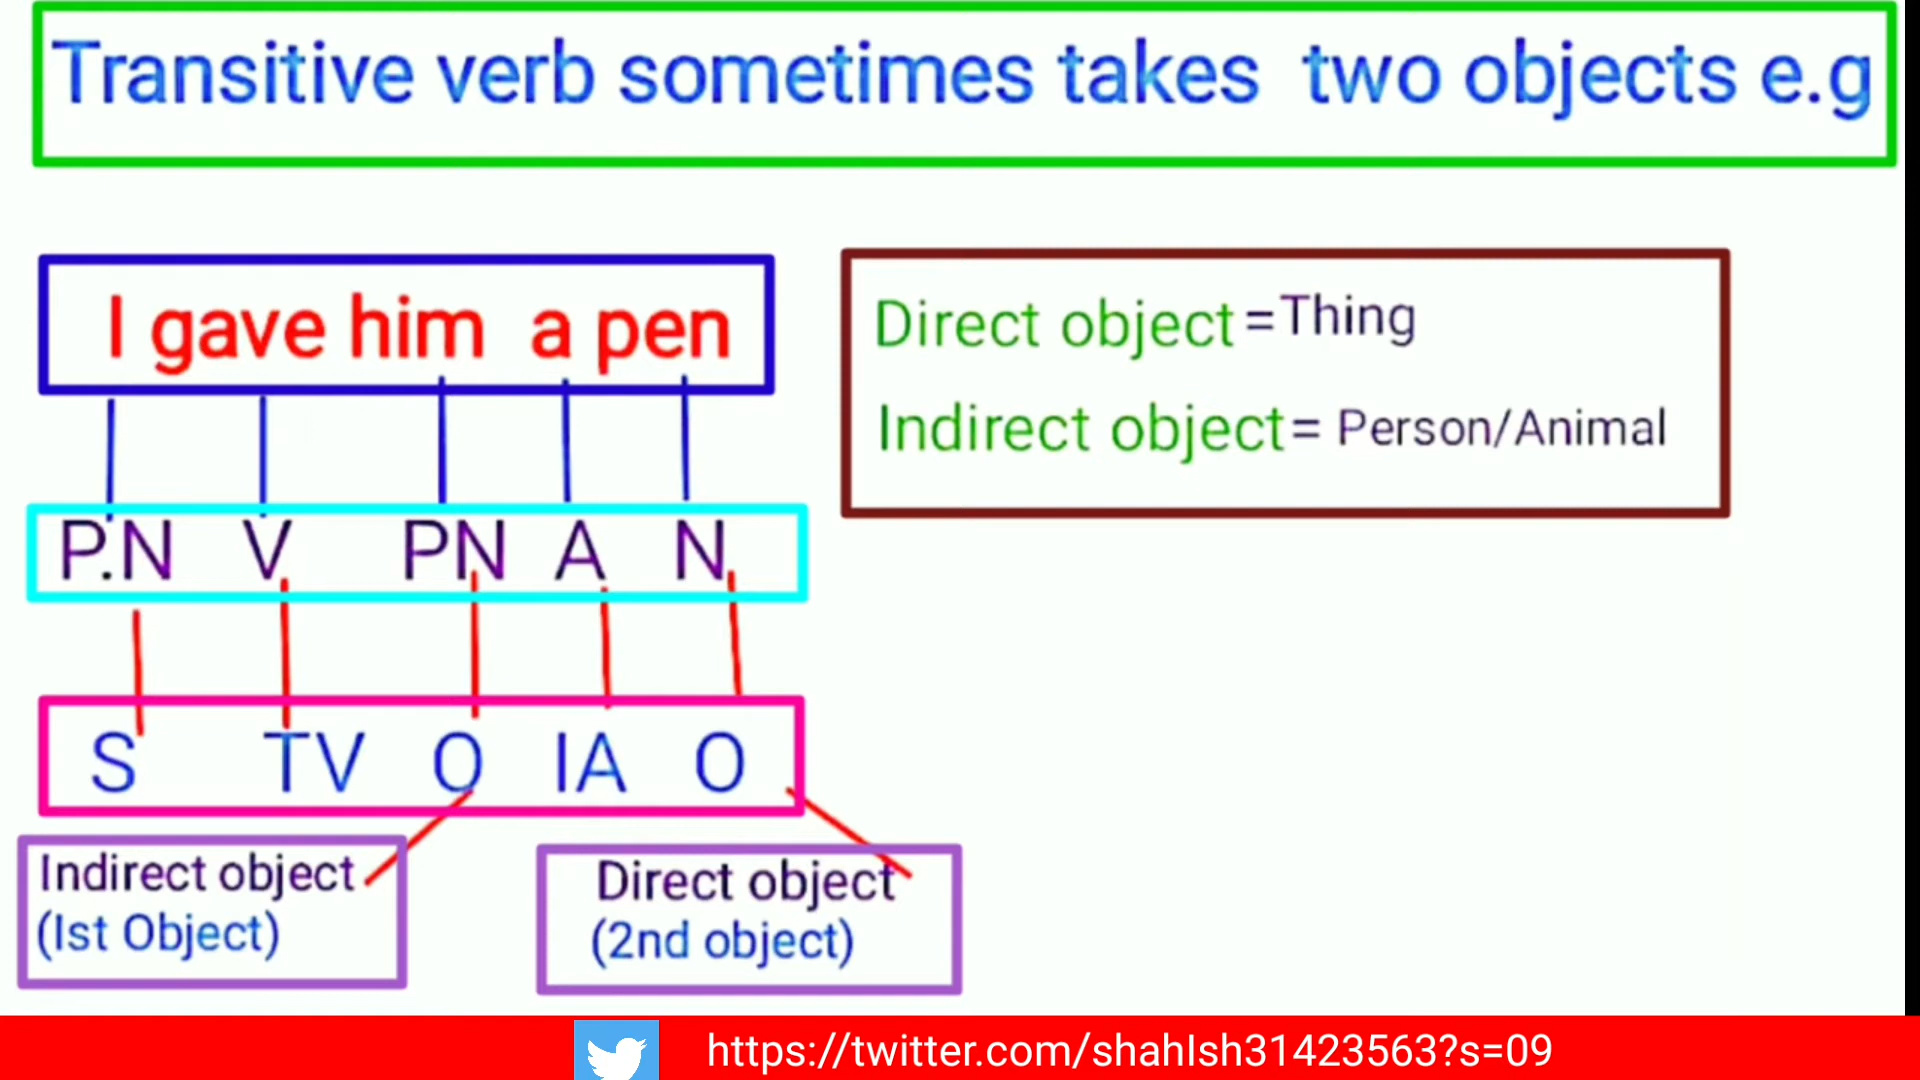 Transitive verb sometimes takes two objects e.g
I gave him a pen
Direct object =Thing
Indirect object = Person/Animal
P.N V PN A N
S TV O IA O
Indirect object
(Ist Object)
Direct object
(2nd object)
https://twitter.com/shahIsh31423563?s=09